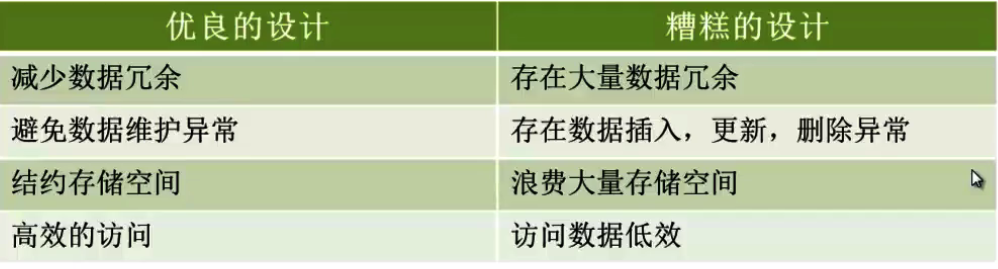 优良的设计 糟糕的设计
减少数据冗余 存在大量数据冗余
避免数据维护异常 存在数据插入，更新，删除异常
结约存储空间 浪费大量存储空间
高效的访问 访问数据低效